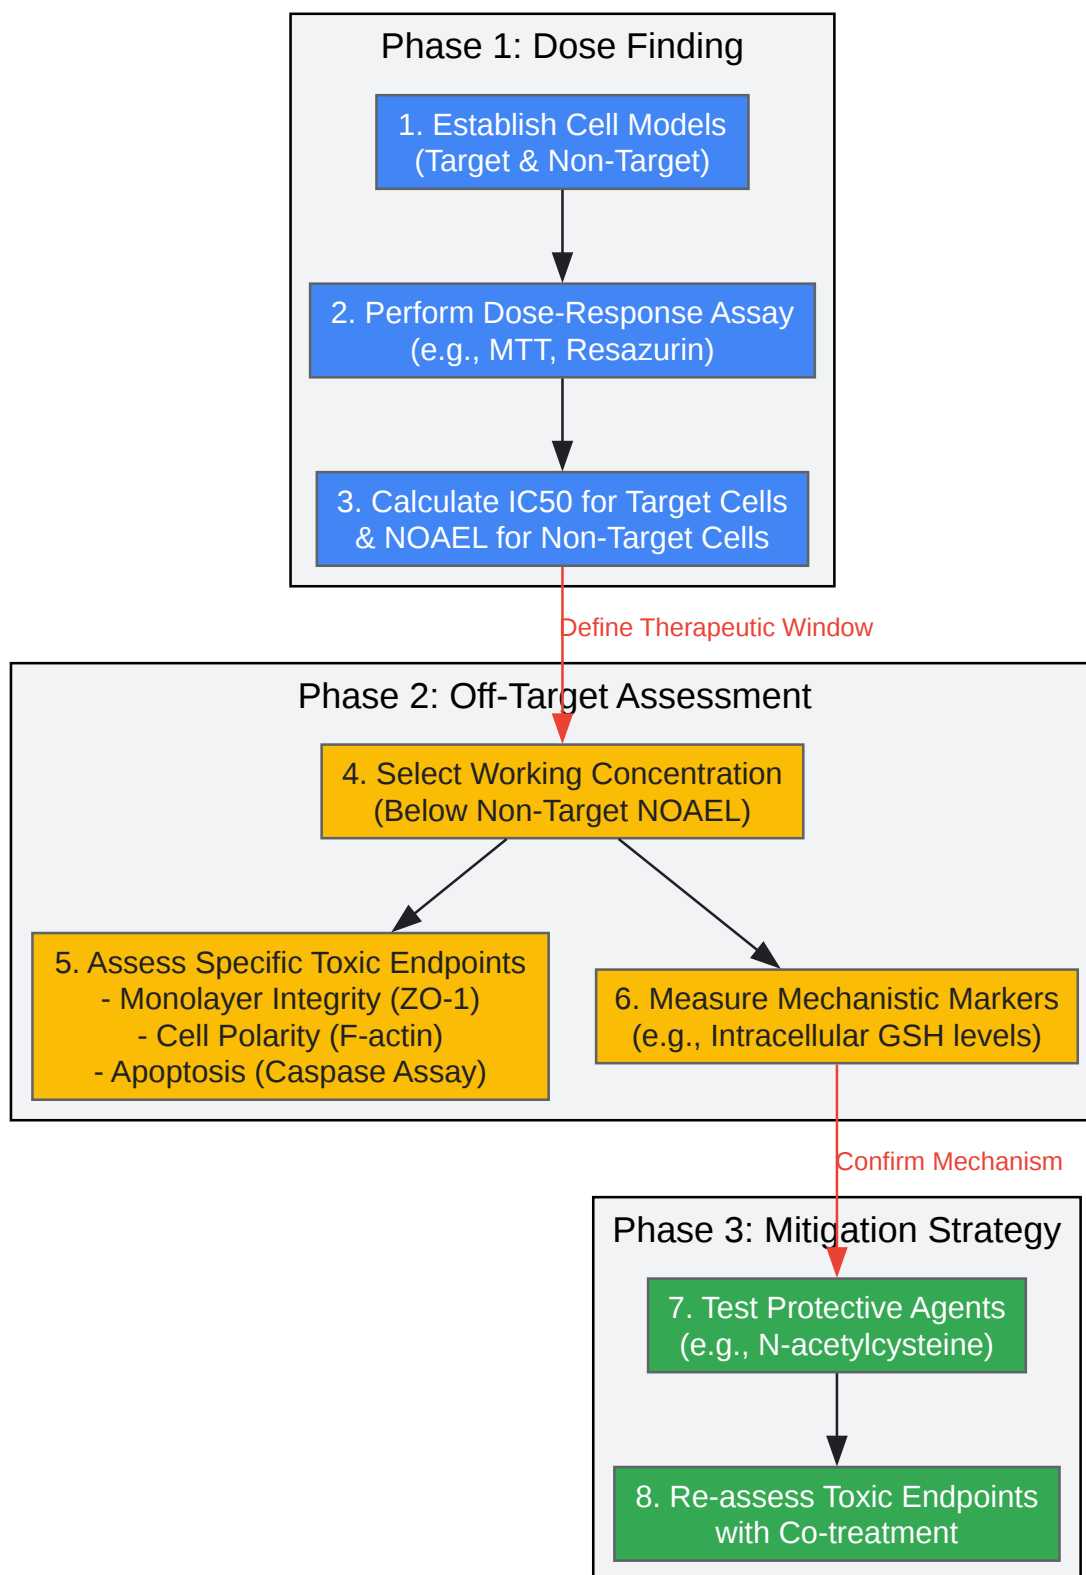 Phase 1: Dose Finding
1. Establish Cell Models
(Target & Non-Target)
2. Perform Dose-Response Assay
(e.g., MTT, Resazurin)
3. Calculate IC50 for Target Cells
& NOAEL for Non-Target Cells
Define Therapeutic Window
Phase 2: Off-Target Assessment
4. Select Working Concentration
(Below Non-Target NOAEL)
5. Assess Specific Toxic Endpoints
- Monolayer Integrity (ZO-1)
- Cell Polarity (F-actin)
- Apoptosis (Caspase Assay)
6. Measure Mechanistic Markers
(e.g., Intracellular GSH levels)
Confirm Mechanism
Phase 3: Mitigation Strategy
7. Test Protective Agents
(e.g., N-acetylcysteine)
8. Re-assess Toxic Endpoints
with Co-treatment